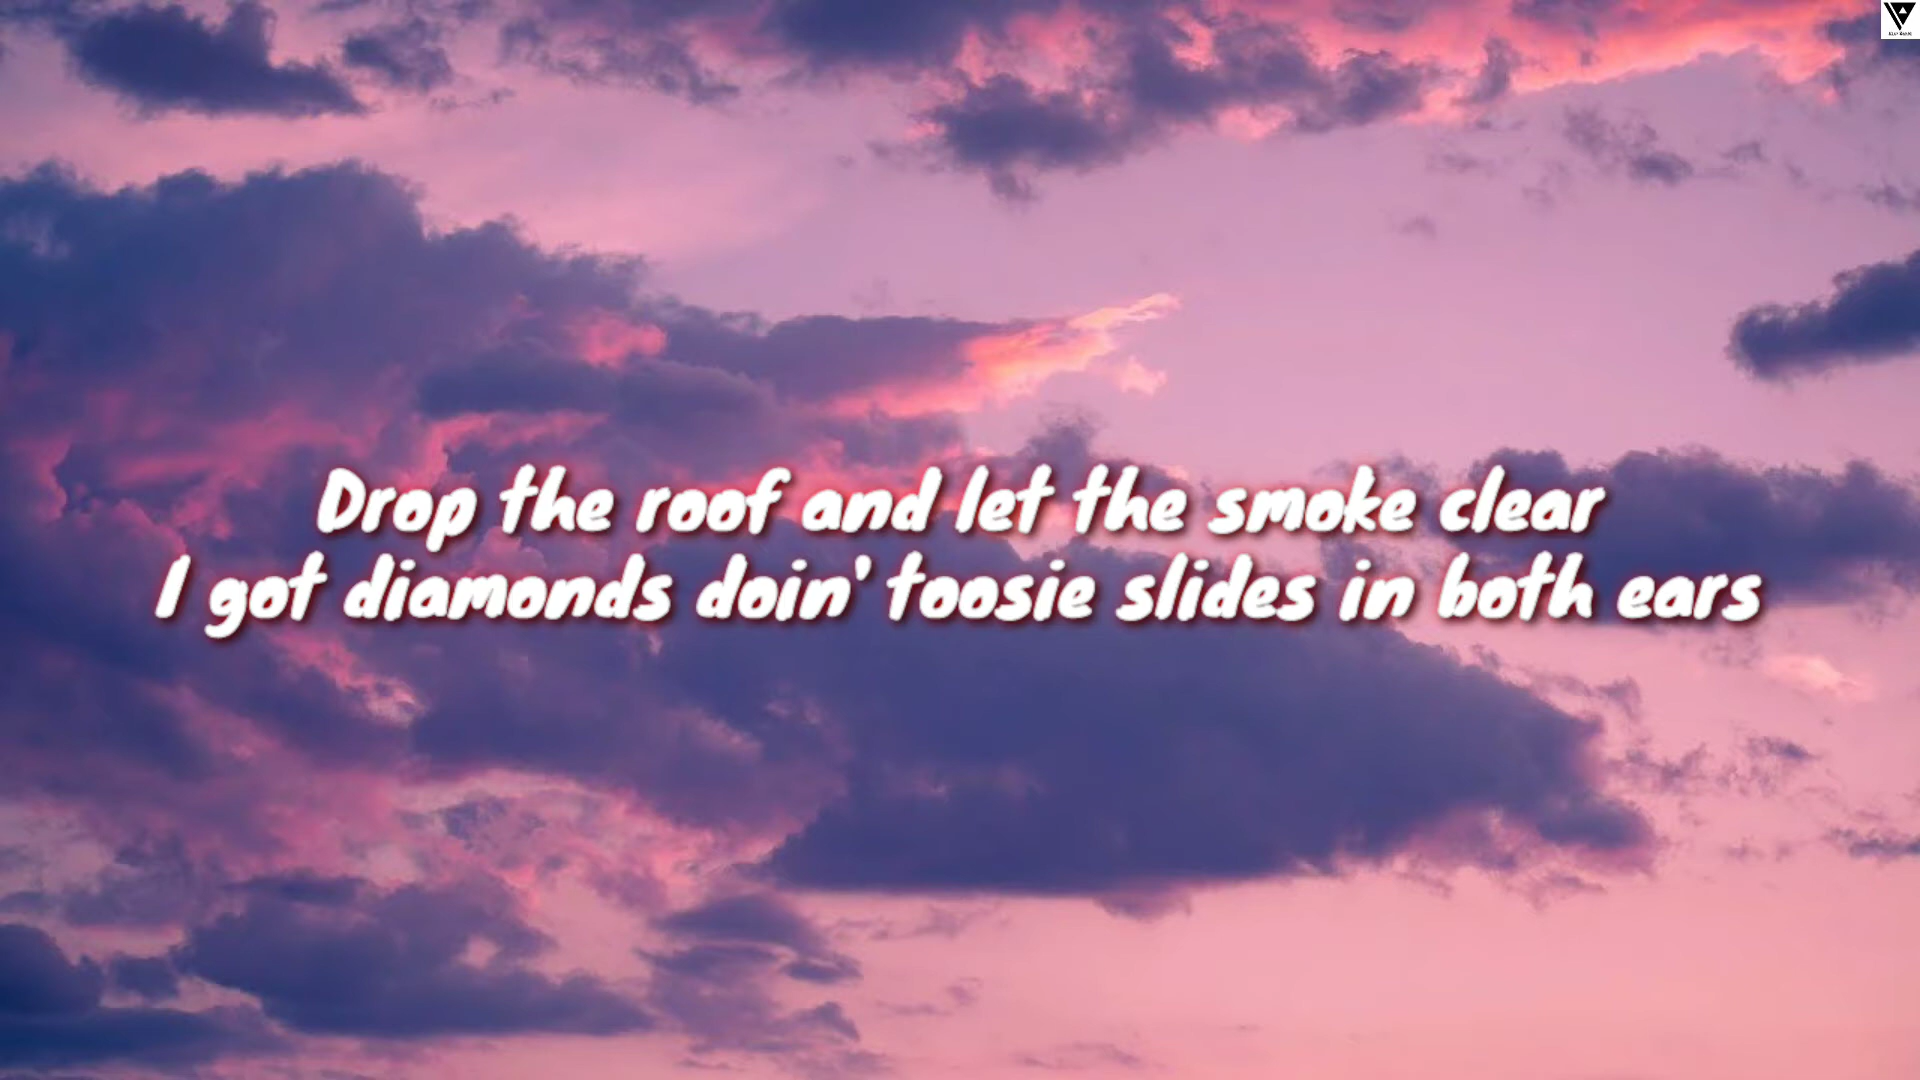 Drop the roof and let the smoke clear
I got diamonds doin' toosie slides in both ears